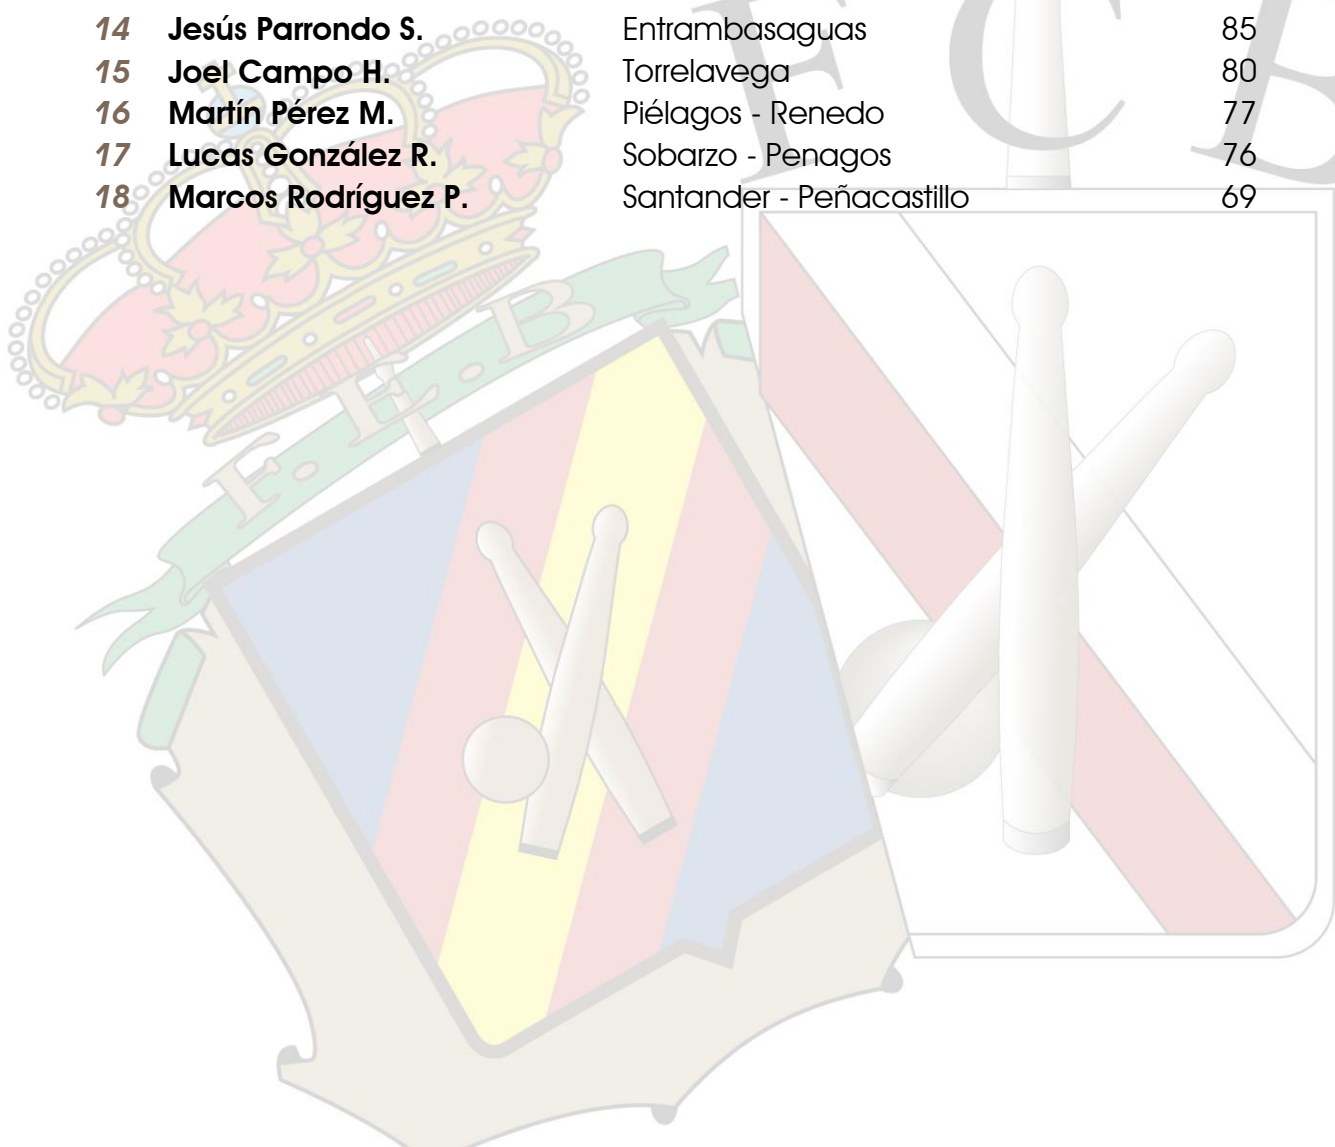 F C B
14 Jesús Parrondo S. Entrambasaguas 85
15 Joel Campo H. Torrelavega 80
16 Martín Pérez M. Piélagos - Renedo 77
17 Lucas González R. Sobarzo - Penagos 76
18 Marcos Rodríguez P. Santander - Peñacastillo 69
F. E. B